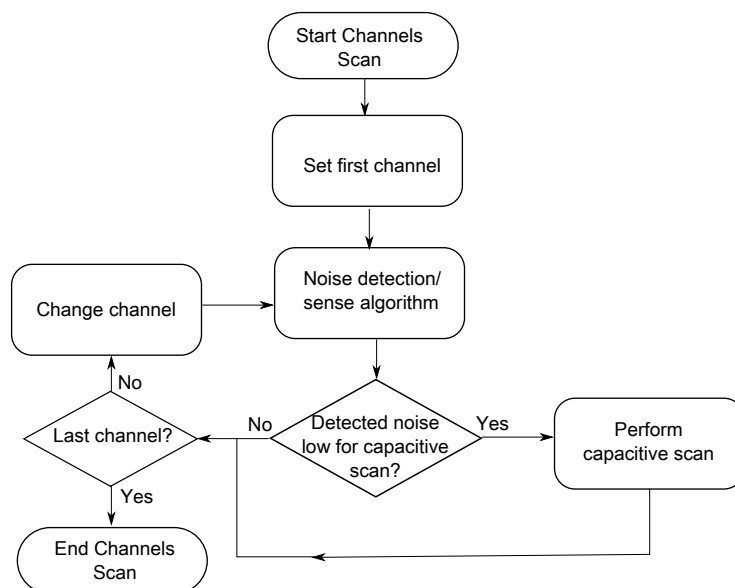 Start Channels
Scan
Set first channel
Noise detection/
sense algorithm
Change channel
No
Last channel?
No
Detected noise
low for capacitive
scan?
Yes
Perform
capacitive scan
Yes
End Channels
Scan